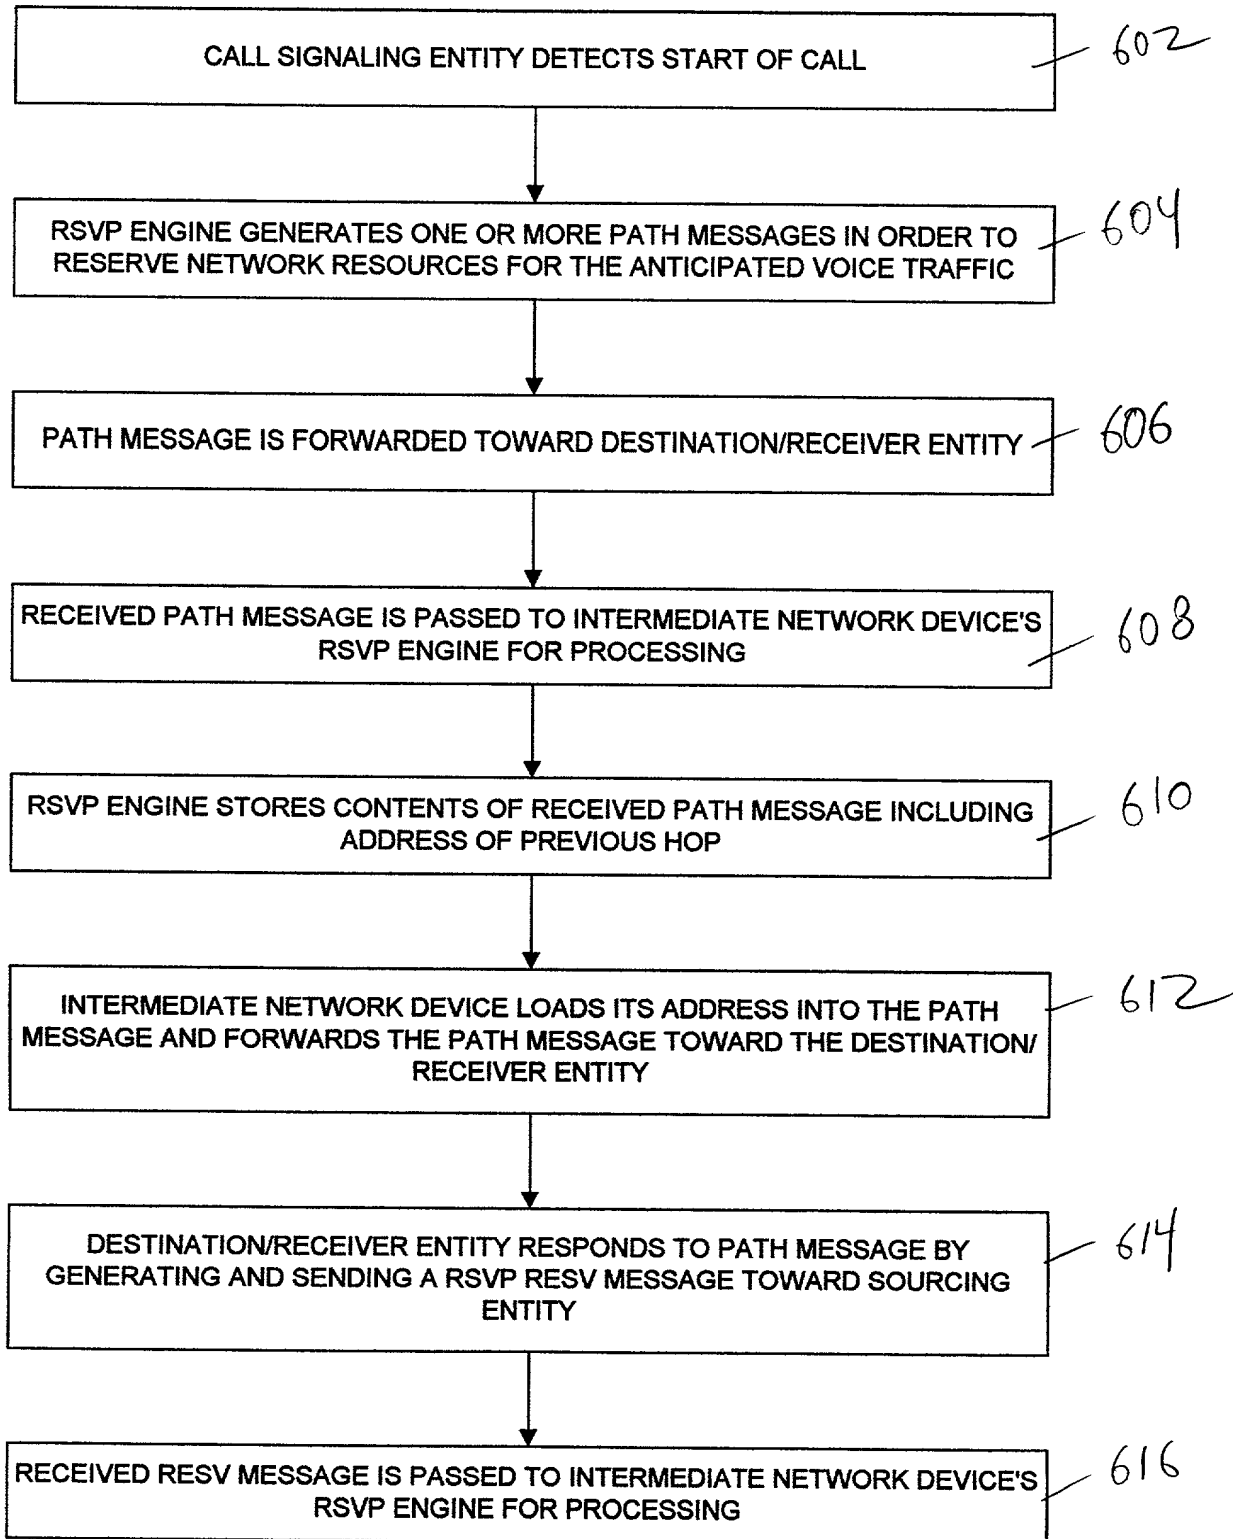 CALL SIGNALING ENTITY DETECTS START OF CALL
602
RSVP ENGINE GENERATES ONE OR MORE PATH MESSAGES IN ORDER TO
RESERVE NETWORK RESOURCES FOR THE ANTICIPATED VOICE TRAFFIC
604
PATH MESSAGE IS FORWARDED TOWARD DESTINATION/RECEIVER ENTITY
606
RECEIVED PATH MESSAGE IS PASSED TO INTERMEDIATE NETWORK DEVICE'S
RSVP ENGINE FOR PROCESSING
608
RSVP ENGINE STORES CONTENTS OF RECEIVED PATH MESSAGE INCLUDING
ADDRESS OF PREVIOUS HOP
610
INTERMEDIATE NETWORK DEVICE LOADS ITS ADDRESS INTO THE PATH
MESSAGE AND FORWARDS THE PATH MESSAGE TOWARD THE DESTINATION/
RECEIVER ENTITY
612
DESTINATION/RECEIVER ENTITY RESPONDS TO PATH MESSAGE BY
GENERATING AND SENDING A RSVP RESV MESSAGE TOWARD SOURCING
ENTITY
614
RECEIVED RESV MESSAGE IS PASSED TO INTERMEDIATE NETWORK DEVICE'S
RSVP ENGINE FOR PROCESSING
616